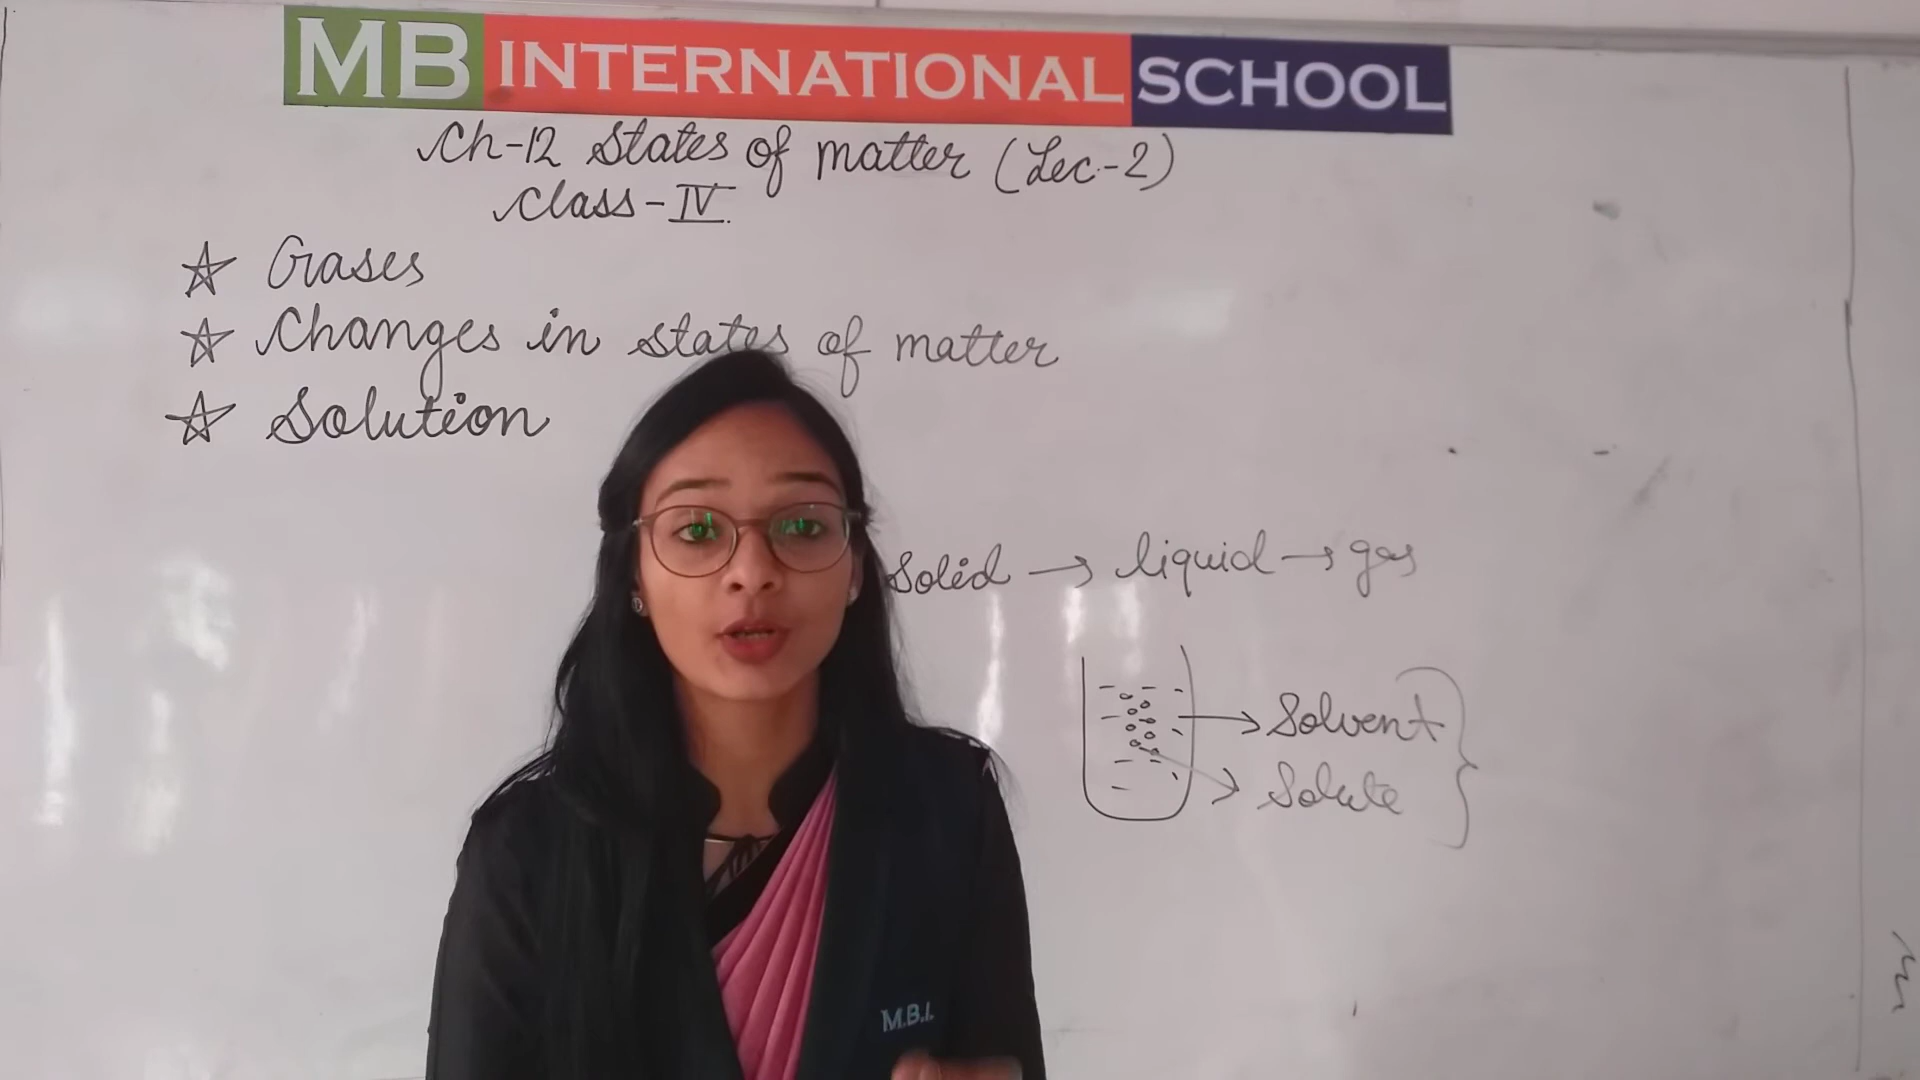 MB INTERNATIONAL SCHOOL
Ch-12 States of matter (Lec-2)
Class-IV
☆ Gases
☆ Changes in states of matter
☆ Solution
Solid → liquid → gas
→ Solvent
→ Solute
M.B.I.